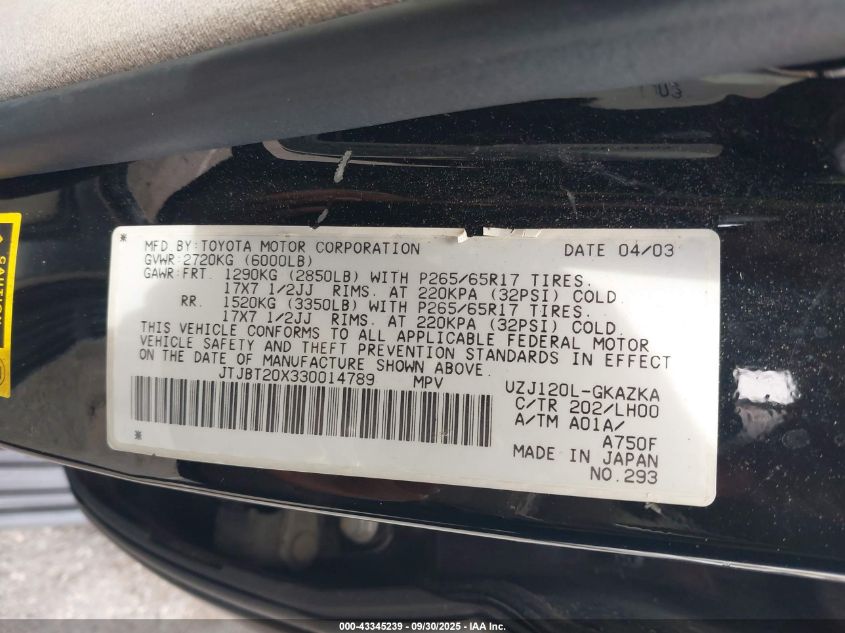 MFD BY:TOYOTA MOTOR CORPORATION DATE 04/03
GVWR:2720KG (6000LB)
GAWR:FRT. 1290KG (2850LB) WITH P265/65R17 TIRES.
17X7 1/2JJ RIMS. AT 220KPA (32PSI) COLD.
RR. 1520KG (3350LB) WITH P265/65R17 TIRES.
17X7 1/2JJ RIMS. AT 220KPA (32PSI) COLD.
THIS VEHICLE CONFORMS TO ALL APPLICABLE FEDERAL MOTOR
VEHICLE SAFETY AND THEFT PREVENTION STANDARDS IN EFFECT
ON THE DATE OF MANUFACTURE SHOWN ABOVE.
JTJBT20X330014789 MPV UZJ120L-GKAZKA
C/TR 202/LH00
A/TM A01A/
A750F
MADE IN JAPAN
NO.293
CAUTION
000-43345239 - 09/30/2025 - WWW.IAAI.COM